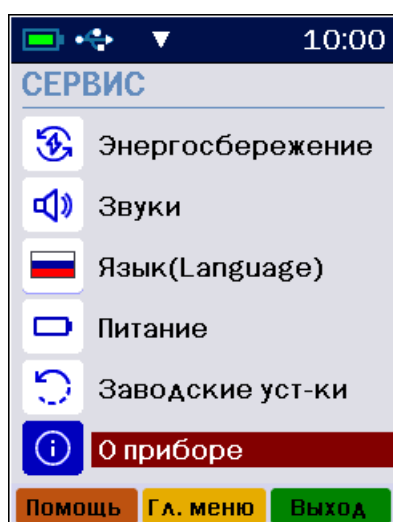 10:00
СЕРВИС
Энергосбережение
Звуки
Язык(Language)
Питание
Заводские уст-ки
О приборе
Помощь Гл. меню Выход